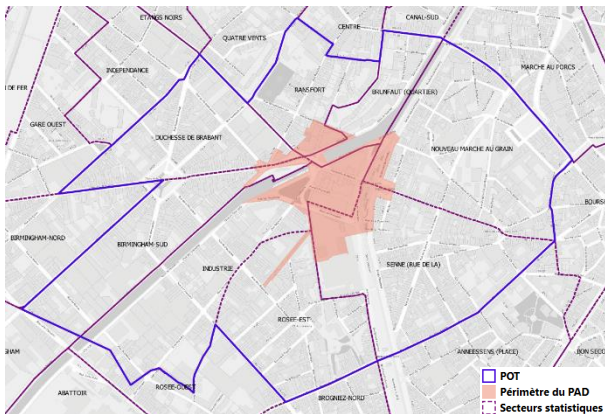 ETANGS NOIRS
CENTRE
CANAL-SUD
QUATRE VENTS
INDEPENDANCE
MARCHE AU PORCS
N DE FER
RANSFORT
BRUNFAUT (QUARTIER)
GARE OUEST
DUCHESSE DE BRABANT
NOUVEAU MARCHE AU GRAIN
BOURS
BIRMINGHAM-NORD
BIRMINGHAM-SUD
INDUSTRIE
SENNE (RUE DE LA)
ROSEE-EST
GHAM
ANNEESSENS (PLACE)
BON SECO
ABATTOIR
ROSEE-OUEST
BROGNIEZ-NORD
POT
Périmètre du PAD
Secteurs statistiques